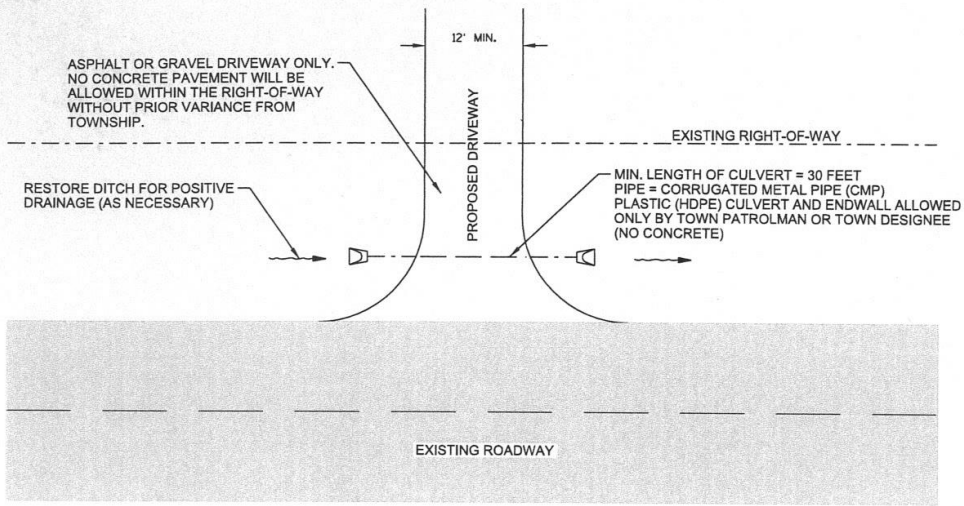 12' MIN.
ASPHALT OR GRAVEL DRIVEWAY ONLY.
NO CONCRETE PAVEMENT WILL BE
ALLOWED WITHIN THE RIGHT-OF-WAY
WITHOUT PRIOR VARIANCE FROM
TOWNSHIP.
PROPOSED DRIVEWAY
EXISTING RIGHT-OF-WAY
RESTORE DITCH FOR POSITIVE
DRAINAGE (AS NECESSARY)
MIN. LENGTH OF CULVERT = 30 FEET
PIPE = CORRUGATED METAL PIPE (CMP)
PLASTIC (HDPE) CULVERT AND ENDWALL ALLOWED
ONLY BY TOWN PATROLMAN OR TOWN DESIGNEE
(NO CONCRETE)
EXISTING ROADWAY